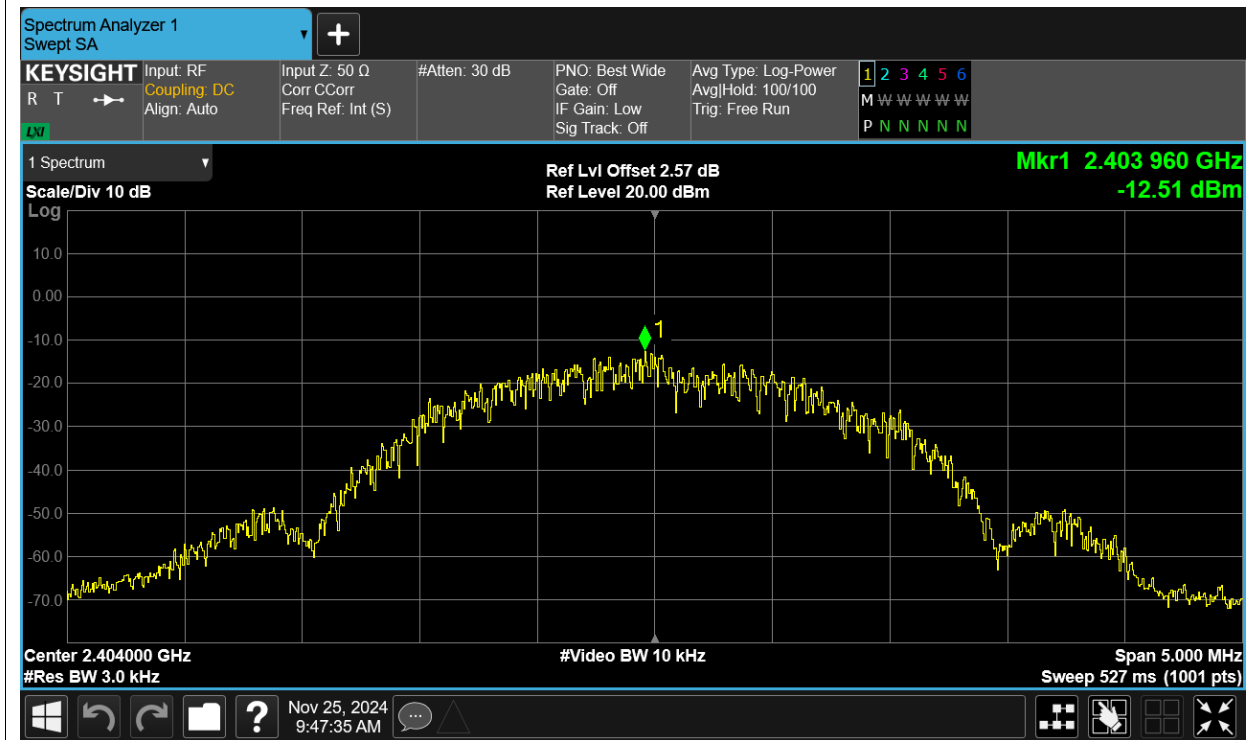 Spectrum Analyzer 1
Swept SA
KEYSIGHT
R T
LXI
Input: RF
Coupling: DC
Align: Auto
Input Z: 50 Ω
Corr CCorr
Freq Ref: Int (S)
#Atten: 30 dB
PNO: Best Wide
Gate: Off
IF Gain: Low
Sig Track: Off
Avg Type: Log-Power
Avg|Hold: 100/100
Trig: Free Run
1 2 3 4 5 6
M W W W W W
P N N N N N
1 Spectrum
Scale/Div 10 dB
Log
Ref Lvl Offset 2.57 dB
Ref Level 20.00 dBm
Mkr1 2.403 960 GHz
-12.51 dBm
10.0
0.00
1
-10.0
-20.0
-30.0
-40.0
-50.0
-60.0
-70.0
Center 2.404000 GHz
#Res BW 3.0 kHz
#Video BW 10 kHz
Span 5.000 MHz
Sweep 527 ms (1001 pts)
?
Nov 25, 2024
9:47:35 AM